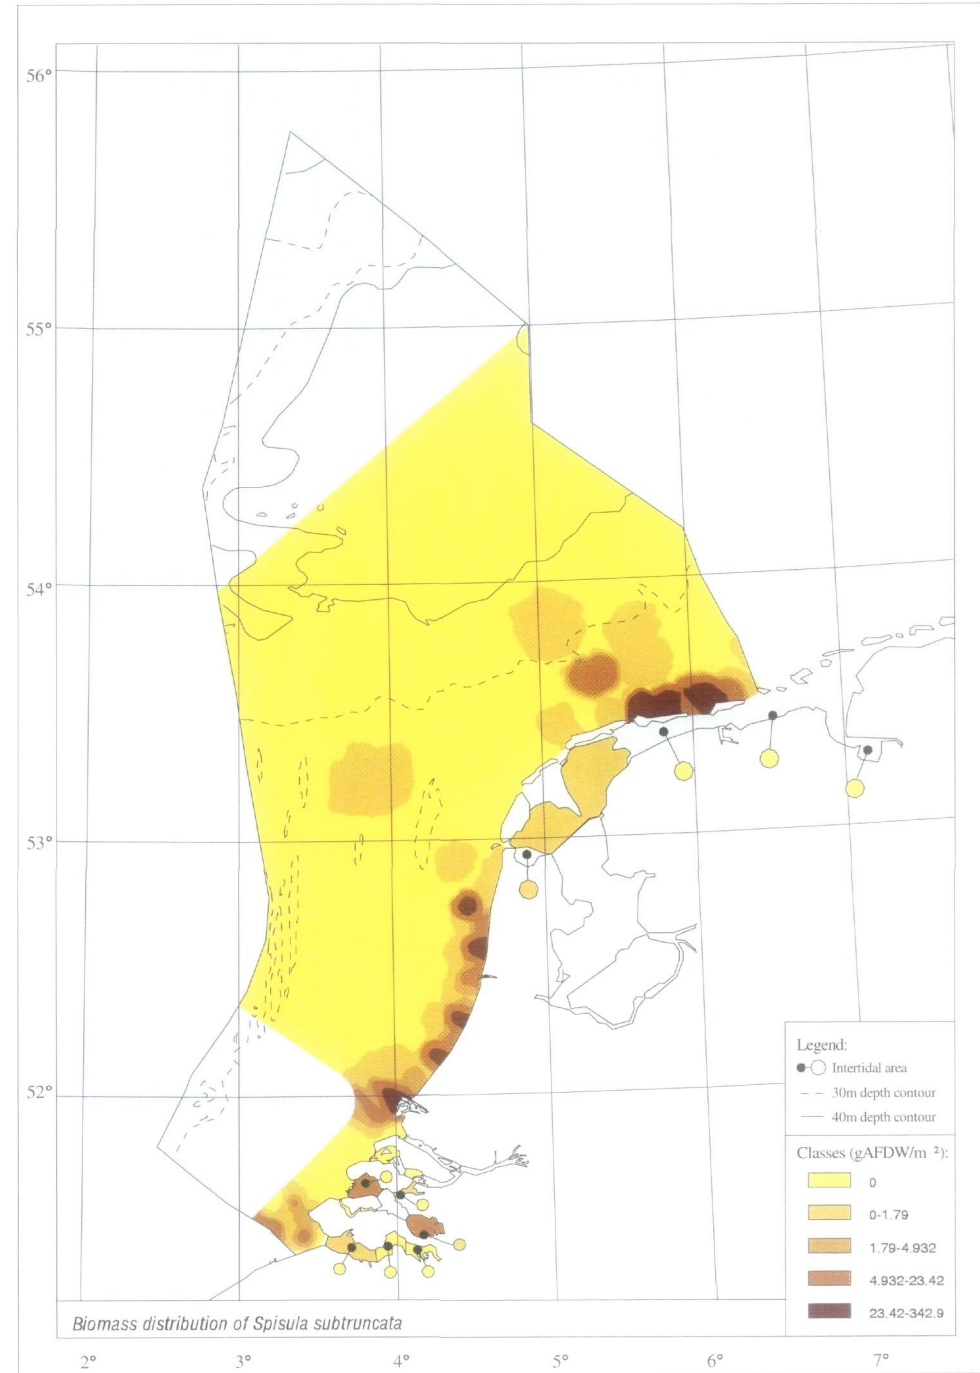 56°
55°
54°
53°
52°
Legend:
Intertidal area
30m depth contour
40m depth contour
Classes (gAFDW/m ²):
0
0-1.79
1.79-4.932
4.932-23.42
23.42-342.9
Biomass distribution of Spisula subtruncata
2° 3° 4° 5° 6° 7°